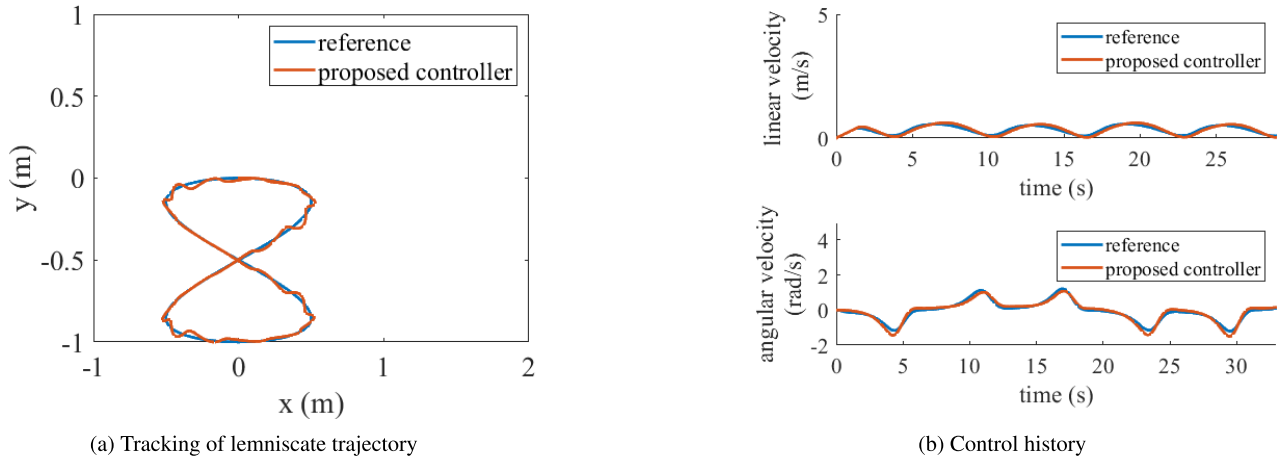 1
0.5
0
-0.5
-1
y (m)
-1
0
1
2
x (m)
reference
proposed controller
(a) Tracking of lemniscate trajectory
linear velocity
(m/s)
5
0
0
5
10
15
20
25
time (s)
reference
proposed controller
angular velocity
(rad/s)
4
2
0
-2
0
5
10
15
20
25
30
time (s)
reference
proposed controller
(b) Control history